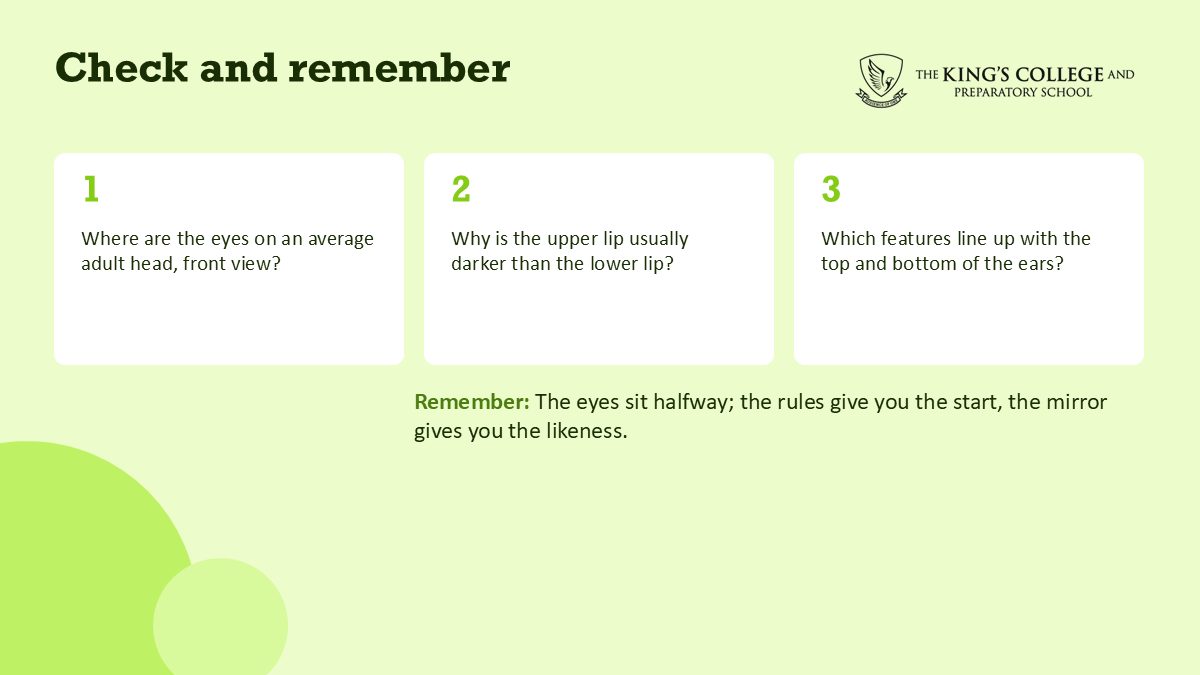 Check and remember
THE KING'S COLLEGE AND
PREPARATORY SCHOOL
1
Where are the eyes on an average
adult head, front view?
2
Why is the upper lip usually
darker than the lower lip?
3
Which features line up with the
top and bottom of the ears?
Remember: The eyes sit halfway; the rules give you the start, the mirror
gives you the likeness.